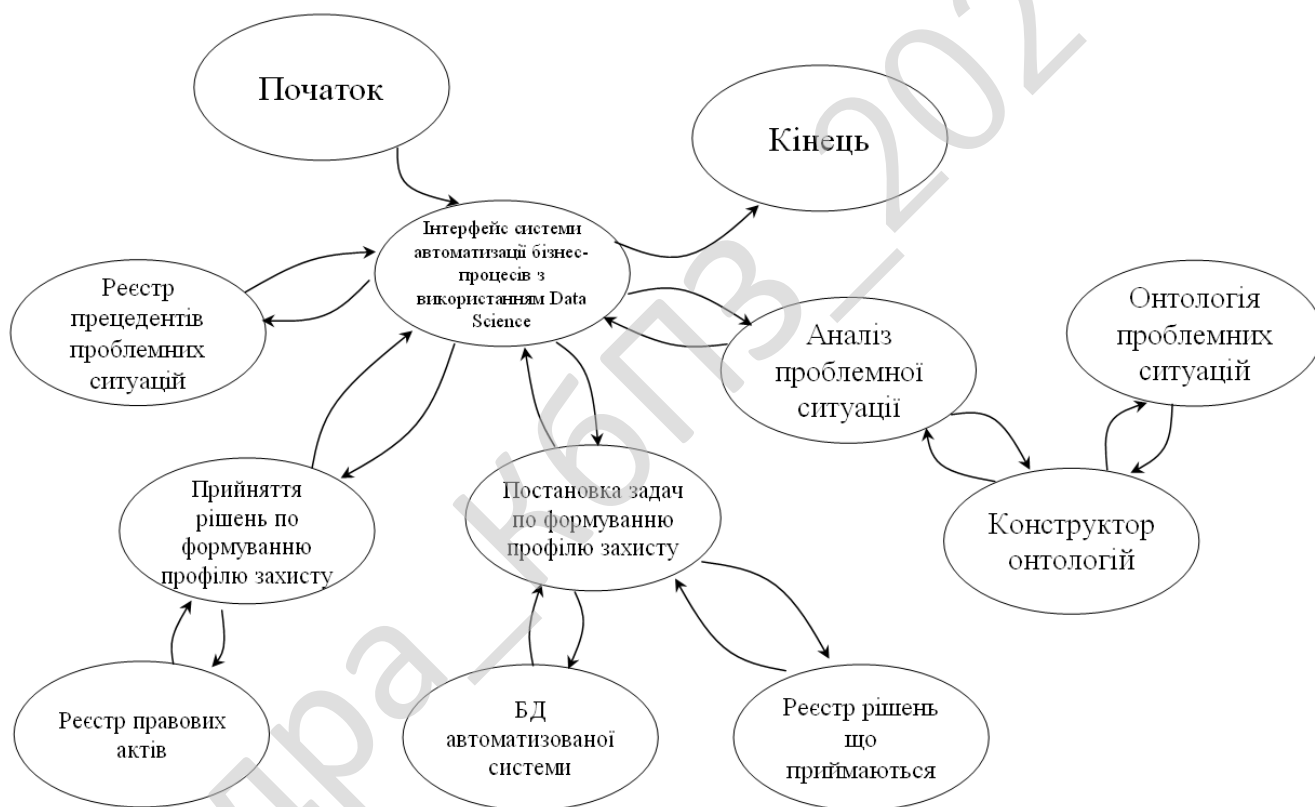 Початок
Кінець
Інтерфейс системи
автоматизації бізнес-
процесів з
використанням Data
Science
Реєстр
прецедентів
проблемних
ситуацій
Аналіз
проблемної
ситуації
Онтологія
проблемних
ситуацій
Прийняття
рішень по
формуванню
профілю захисту
Постановка задач
по формуванню
профілю захисту
Конструктор
онтологій
Реєстр правових
актів
БД
автоматизованої
системи
Реєстр рішень
що
приймаються